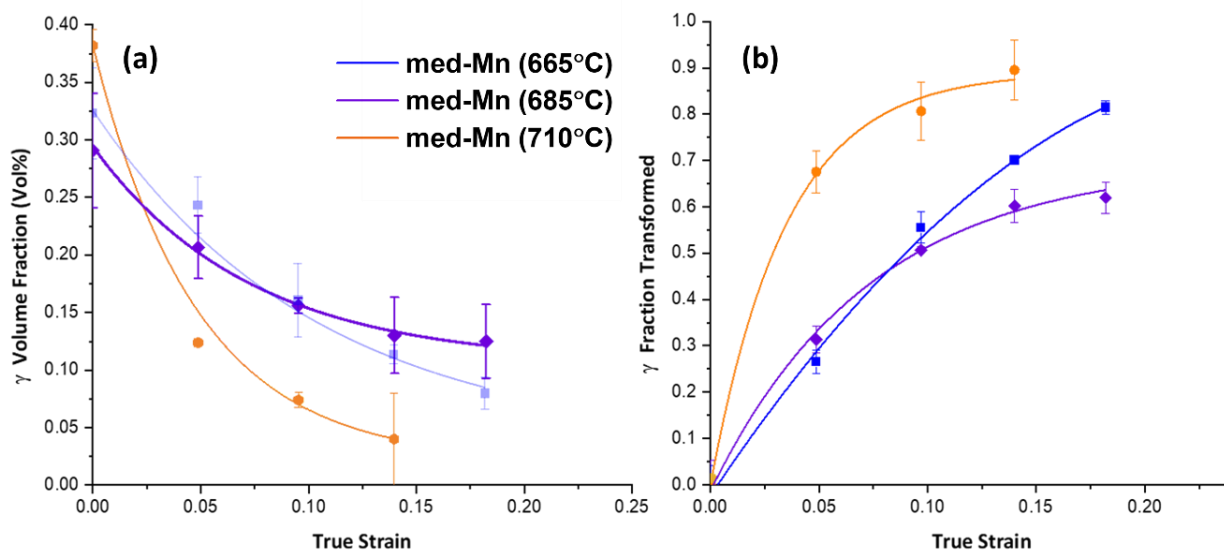 (a)
med-Mn (665°C)
med-Mn (685°C)
med-Mn (710°C)
γ Volume Fraction (Vol%)
0.40
0.35
0.30
0.25
0.20
0.15
0.10
0.05
0.00
0.00 0.05 0.10 0.15 0.20 0.25
True Strain
(b)
γ Fraction Transformed
1.0
0.9
0.8
0.7
0.6
0.5
0.4
0.3
0.2
0.1
0.0
0.00 0.05 0.10 0.15 0.20
True Strain